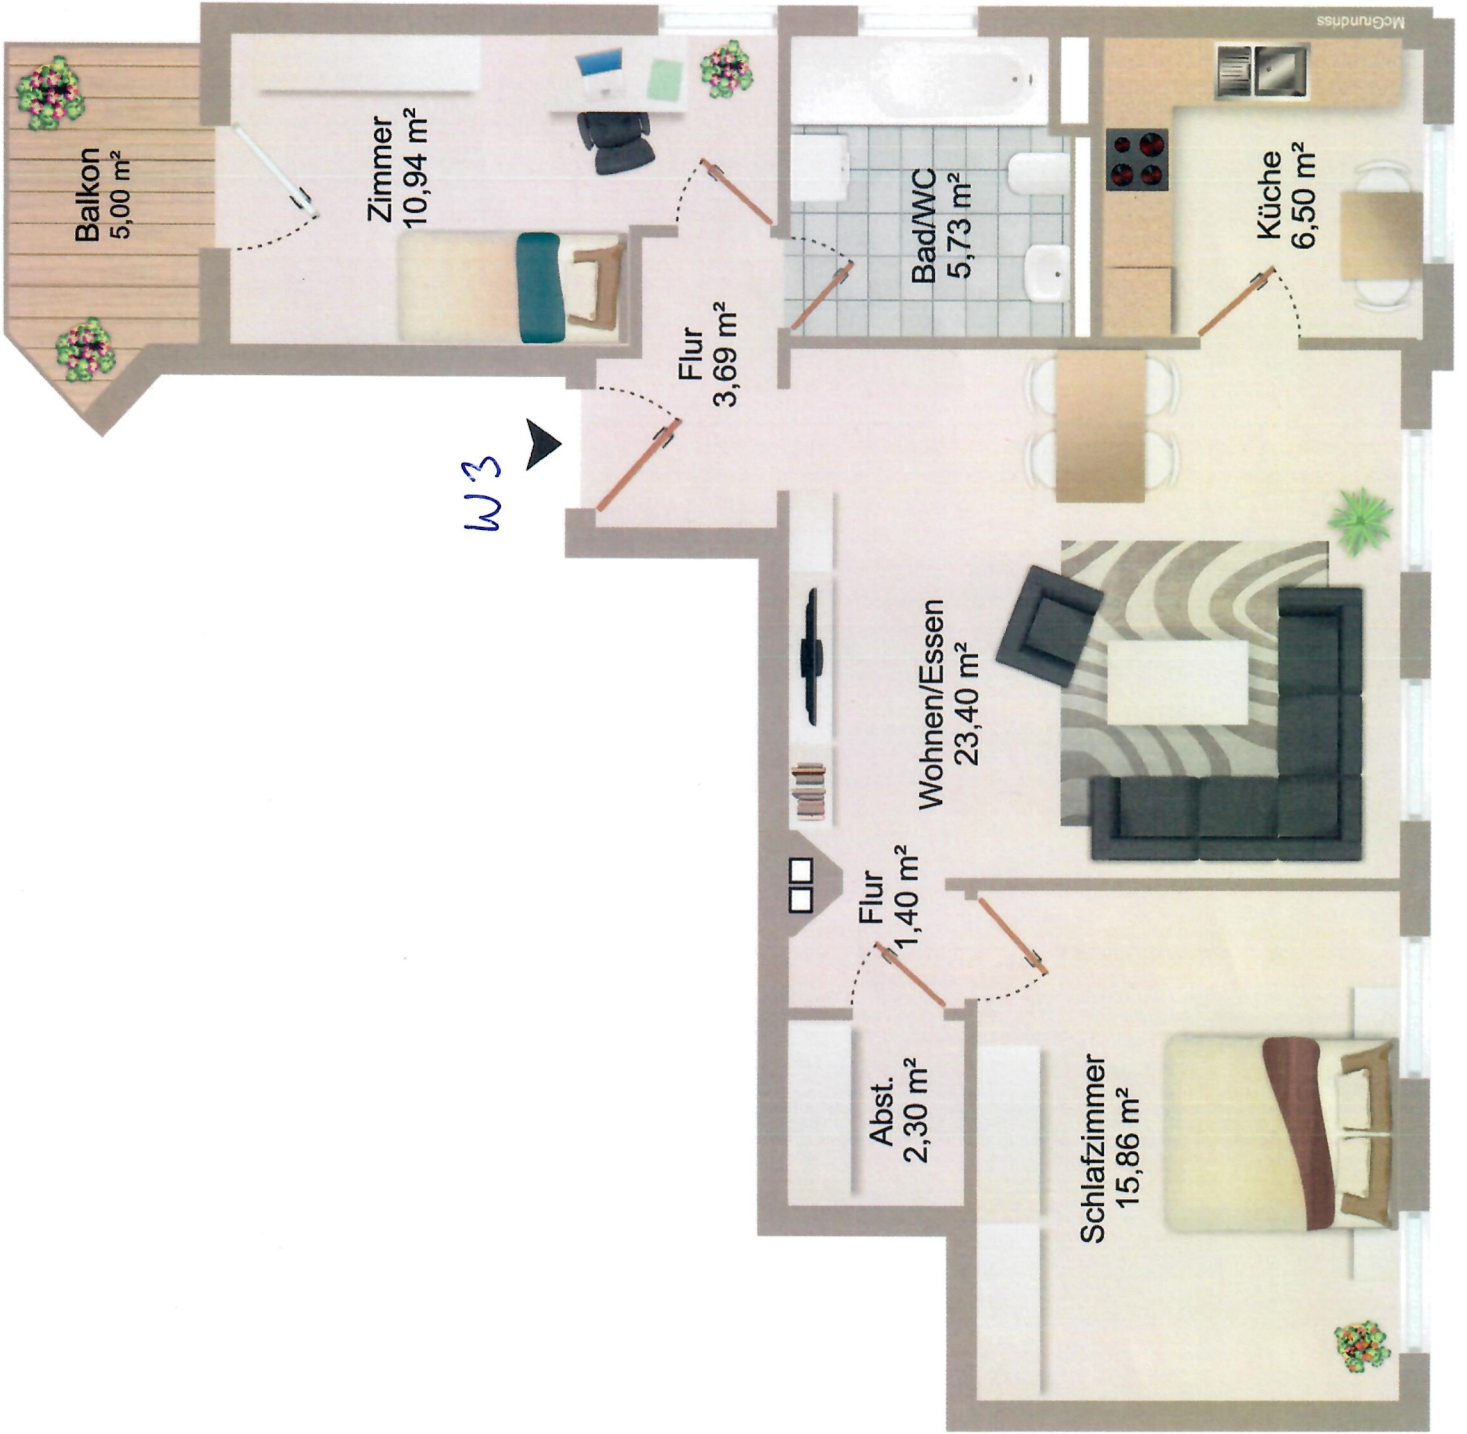 Balkon
5,00 m²
Zimmer
10,94 m²
Bad/WC
5,73 m²
Küche
6,50 m²
Flur
3,69 m²
W3
Wohnen/Essen
23,40 m²
Flur
1,40 m²
Abst.
2,30 m²
Schlafzimmer
15,86 m²
McGrundriss